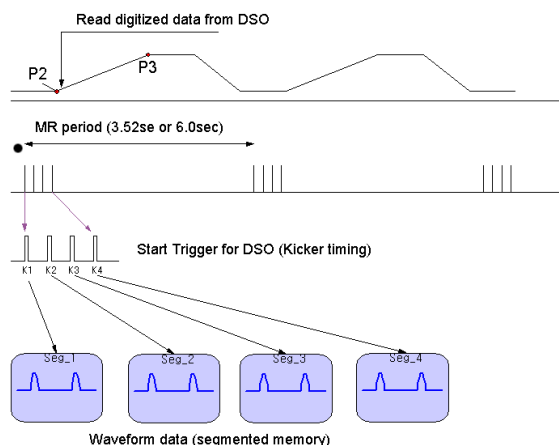 Read digitized data from DSO
P2
P3
MR period (3.52se or 6.0sec)
Start Trigger for DSO (Kicker timing)
K1 K2 K3 K4
Seg_1 Seg_2 Seg_3 Seg_4
Waveform data (segmented memory)